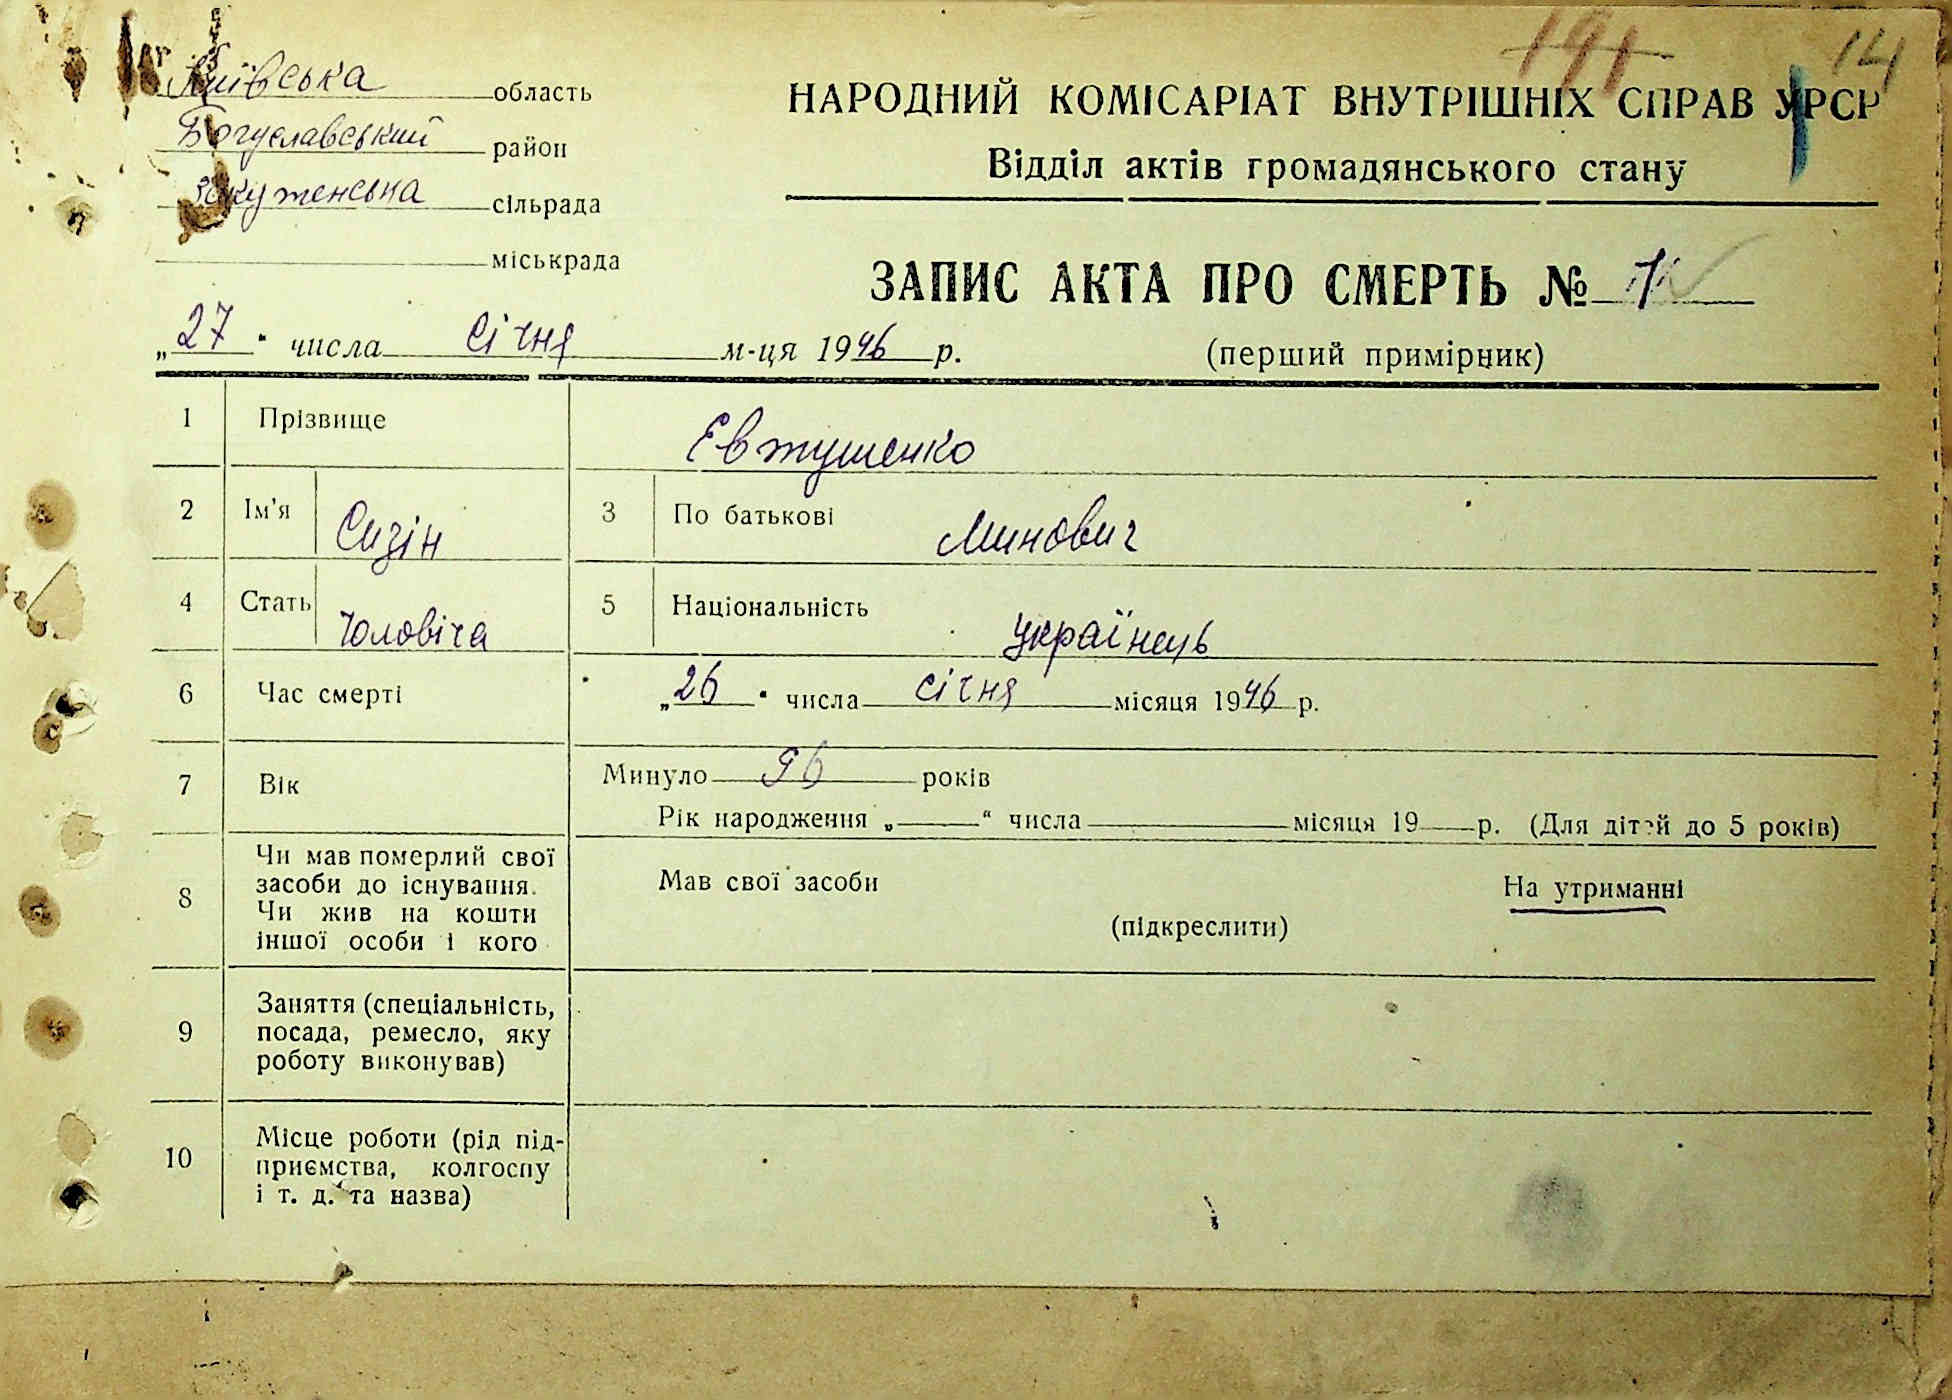 191 14
Київська область
Богуславський район
сільрада
міськрада
НАРОДНИЙ КОМІСАРІАТ ВНУТРІШНІХ СПРАВ УРСР
Відділ актів громадянського стану
ЗАПИС АКТА ПРО СМЕРТЬ №
(перший примірник)
„27“ числа січня м-ця 1946 р.
1 Прізвище Євтушенко
2 Ім'я Сизін 3 По батькові Минович
4 Стать Чоловіча 5 Національність українець
6 Час смерті „26“ числа січня місяця 1946 р.
7 Вік Минуло 96 років
Рік народження „ “ числа місяця 19 р. (Для дітей до 5 років)
8 Чи мав померлий свої
засоби до існування.
Чи жив на кошти
іншої особи і кого
Мав свої засоби На утриманні
(підкреслити)
9 Заняття (спеціальність,
посада, ремесло, яку
роботу виконував)
10 Місце роботи (рід під-
приємства, колгоспу
і т. д. та назва)